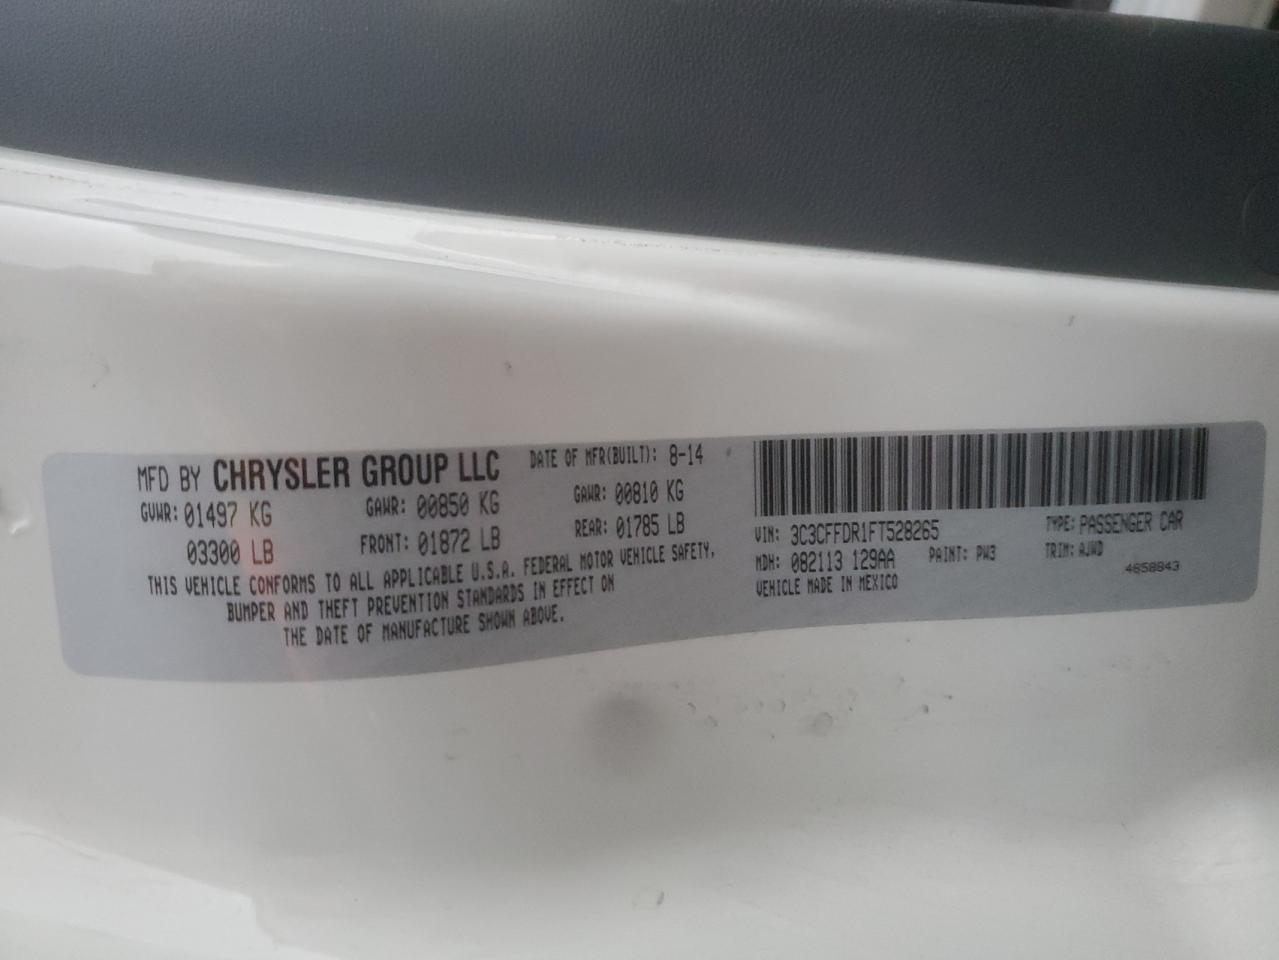 MFD BY CHRYSLER GROUP LLC DATE OF MFR(BUILT): 8-14
GVWR: 01497 KG GAWR: 00850 KG GAWR: 00810 KG
03300 LB FRONT: 01872 LB REAR: 01785 LB
THIS VEHICLE CONFORMS TO ALL APPLICABLE U.S.A. FEDERAL MOTOR VEHICLE SAFETY,
BUMPER AND THEFT PREVENTION STANDARDS IN EFFECT ON
THE DATE OF MANUFACTURE SHOWN ABOVE.
VIN: 3C3CFFDR1FT528265 TYPE: PASSENGER CAR
MDH: 082113 129AA PAINT: PW3 TRIM: AJWD
VEHICLE MADE IN MEXICO 4658843